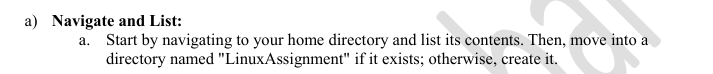 a) Navigate and List:
a. Start by navigating to your home directory and list its contents. Then, move into a
directory named "LinuxAssignment" if it exists; otherwise, create it.